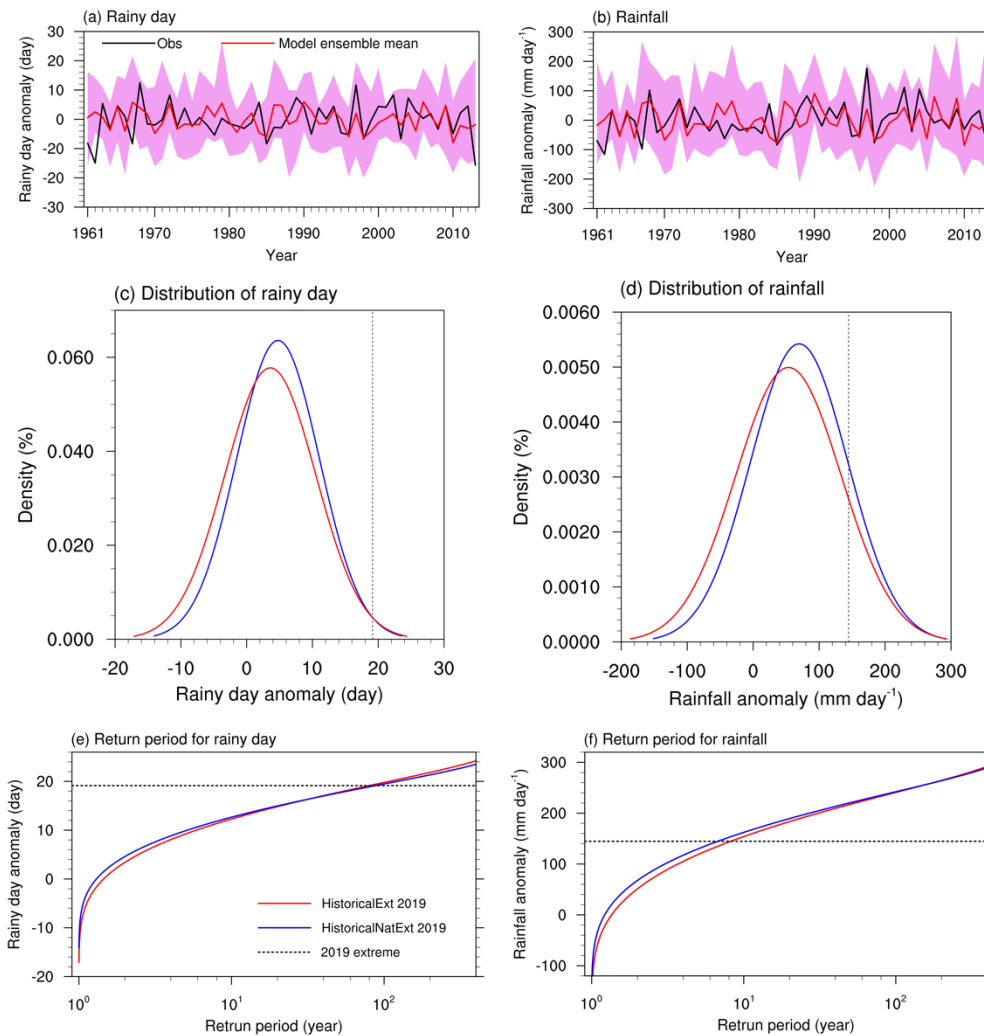 (a) Rainy day
Obs
Model ensemble mean
Rainy day anomaly (day)
30
20
10
0
-10
-20
-30
1961
1970
1980
1990
2000
2010
Year
(b) Rainfall
Rainfall anomaly (mm day⁻¹)
300
200
100
0
-100
-200
-300
1961
1970
1980
1990
2000
2010
Year
(c) Distribution of rainy day
Density (%)
0.060
0.040
0.020
0.000
-20
-10
0
10
20
30
Rainy day anomaly (day)
(d) Distribution of rainfall
Density (%)
0.0060
0.0050
0.0040
0.0030
0.0020
0.0010
0.0000
-200
-100
0
100
200
300
Rainfall anomaly (mm day⁻¹)
(e) Return period for rainy day
Rainy day anomaly (day)
20
10
0
-10
-20
HistoricalExt 2019
HistoricalNatExt 2019
2019 extreme
10⁰
10¹
10²
Retrun period (year)
(f) Return period for rainfall
Rainfall anomaly (mm day⁻¹)
300
200
100
0
-100
10⁰
10¹
10²
Retrun period (year)